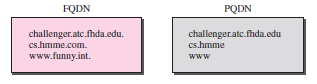 FQDN
challenger.atc.fhda.edu.
cs.hmme.com.
www.funny.int.
PQDN
challenger.atc.fhda.edu
cs.hmme
www